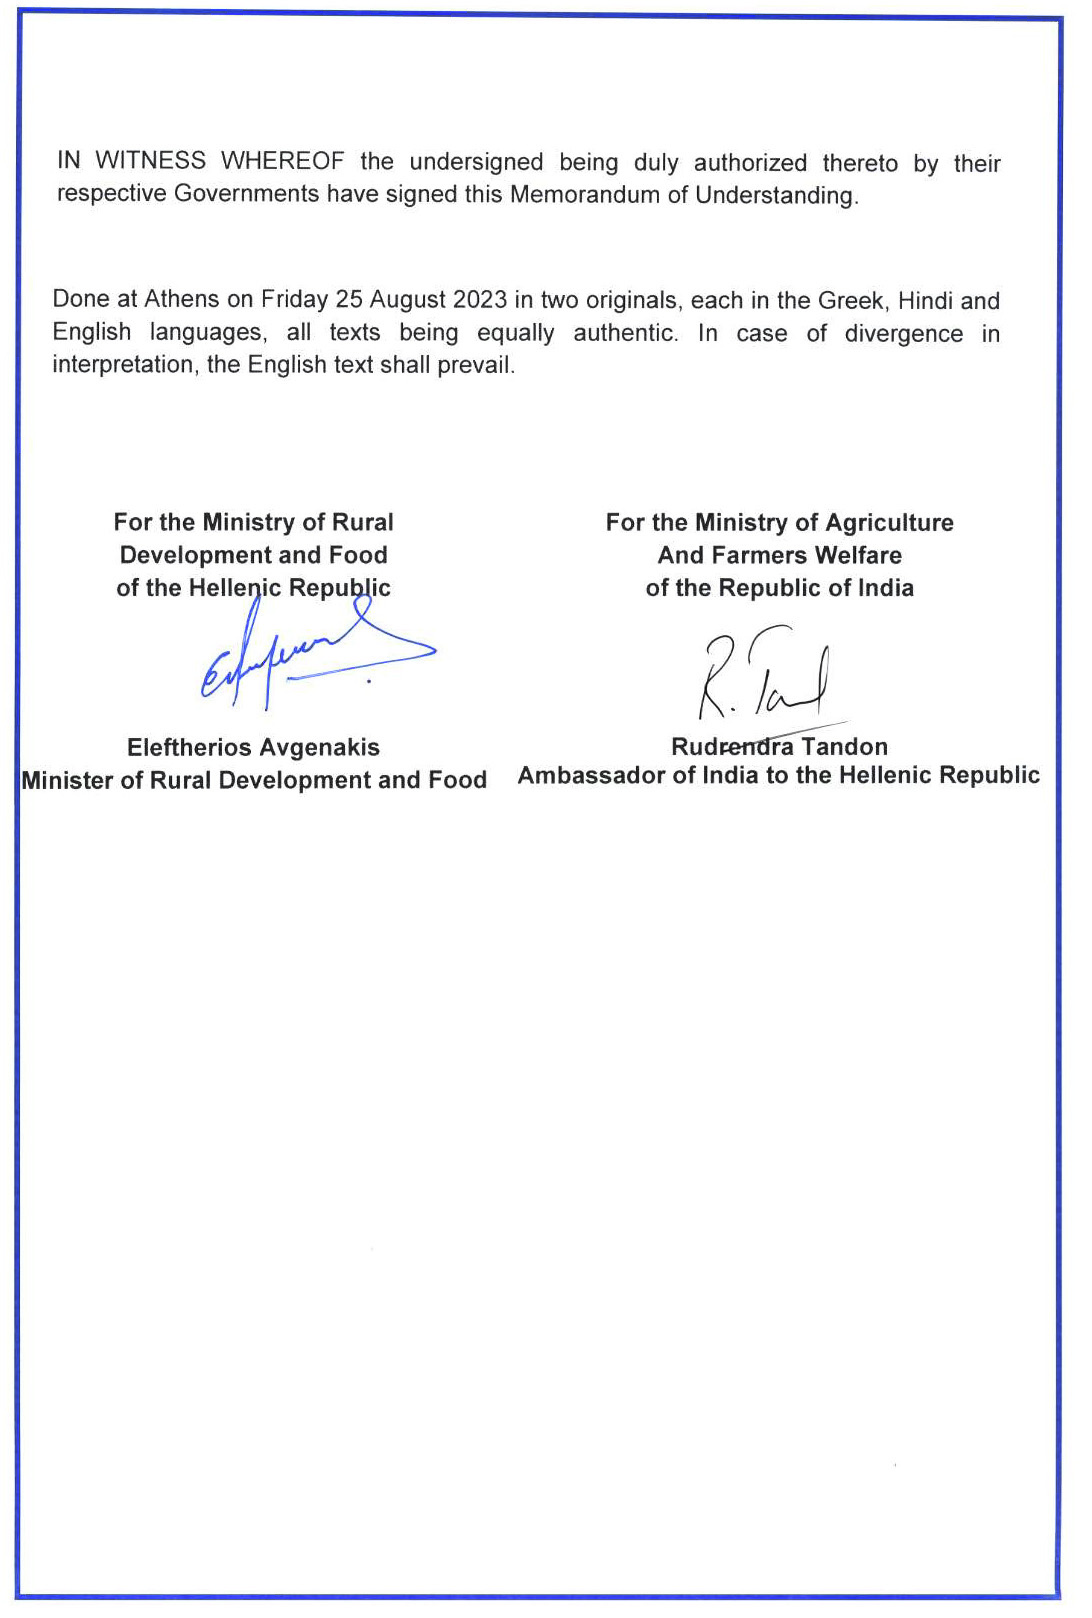 IN WITNESS WHEREOF the undersigned being duly authorized thereto by their
respective Governments have signed this Memorandum of Understanding.
Done at Athens on Friday 25 August 2023 in two originals, each in the Greek, Hindi and
English languages, all texts being equally authentic. In case of divergence in
interpretation, the English text shall prevail.
For the Ministry of Rural
Development and Food
of the Hellenic Republic
Eleftherios Avgenakis
Minister of Rural Development and Food
For the Ministry of Agriculture
And Farmers Welfare
of the Republic of India
R. Tand
Rudrendra Tandon
Ambassador of India to the Hellenic Republic